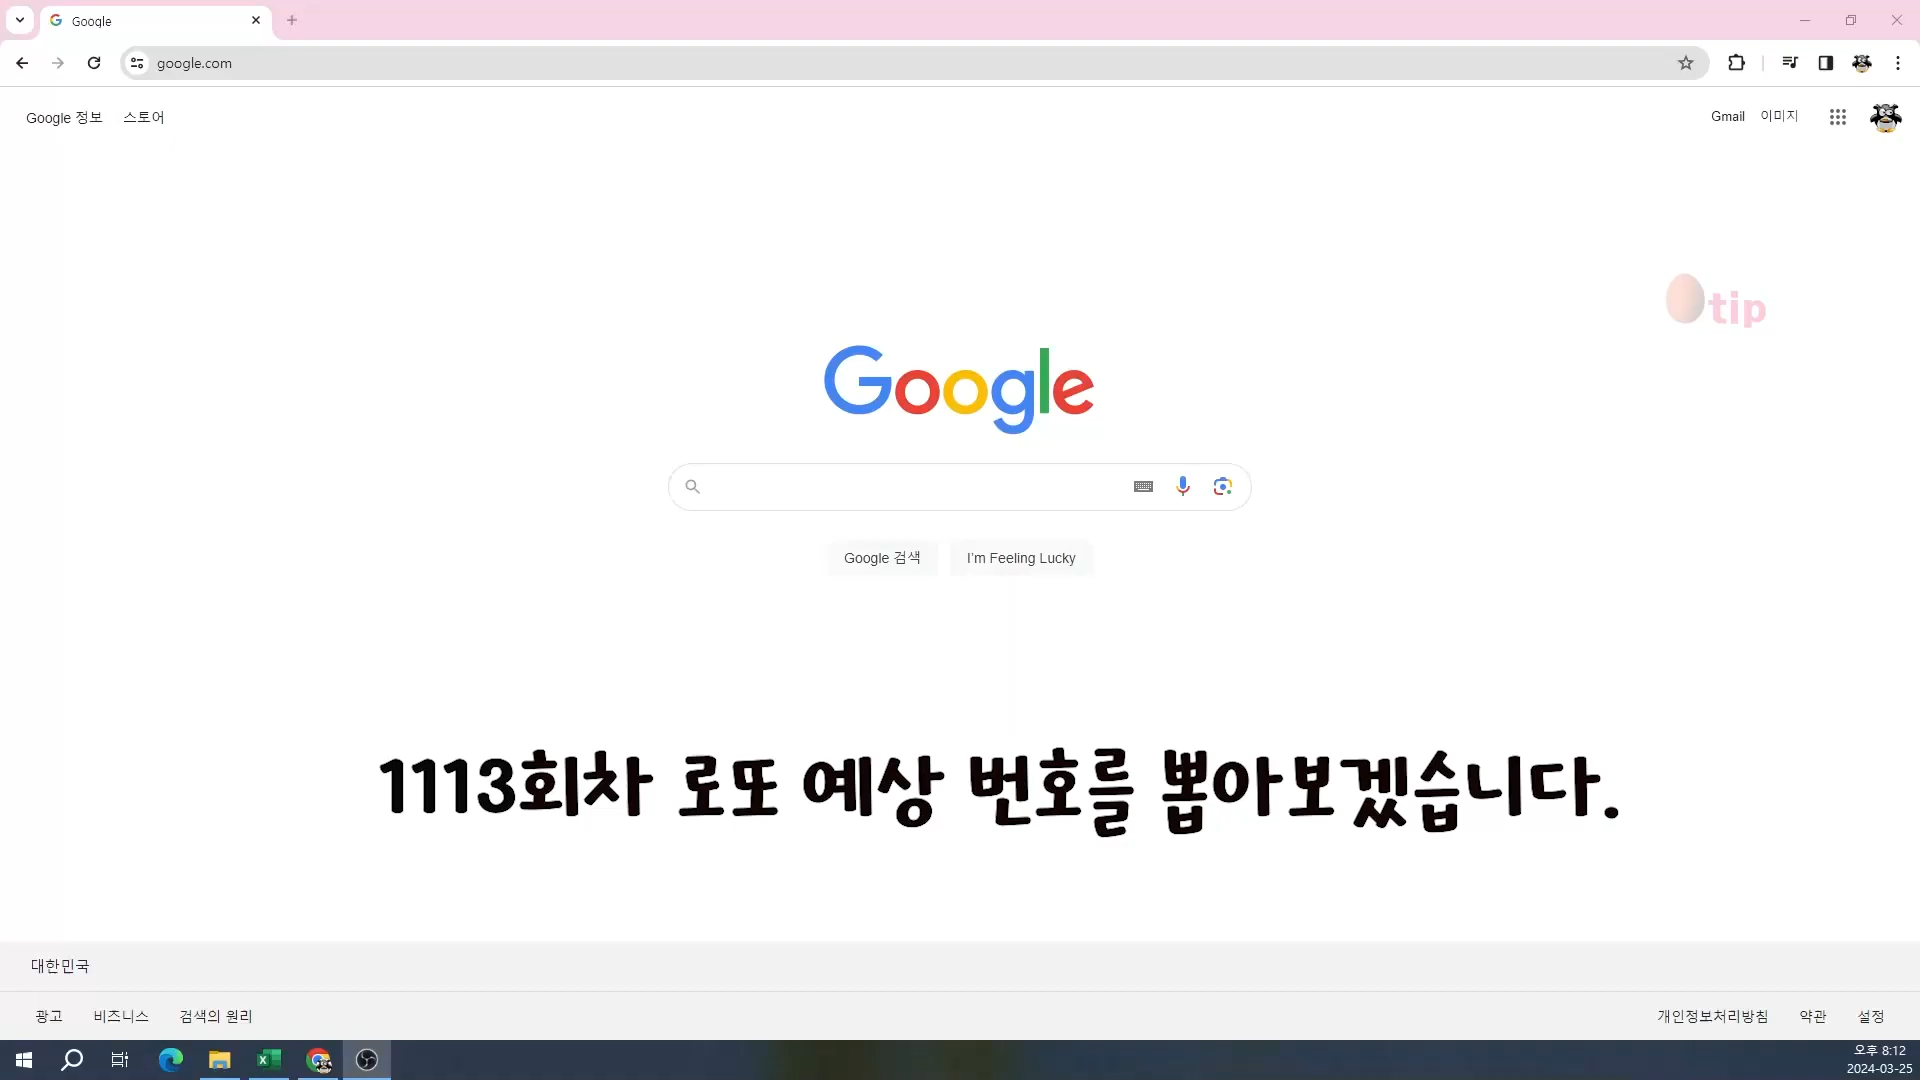 Google
google.com
Google 정보 스토어
Gmail 이미지
tip
Google
Google 검색 I'm Feeling Lucky
1113회차 로또 예상 번호를 뽑아보겠습니다.
대한민국
광고 비즈니스 검색의 원리
개인정보처리방침 약관 설정
오후 8:12
2024-03-25